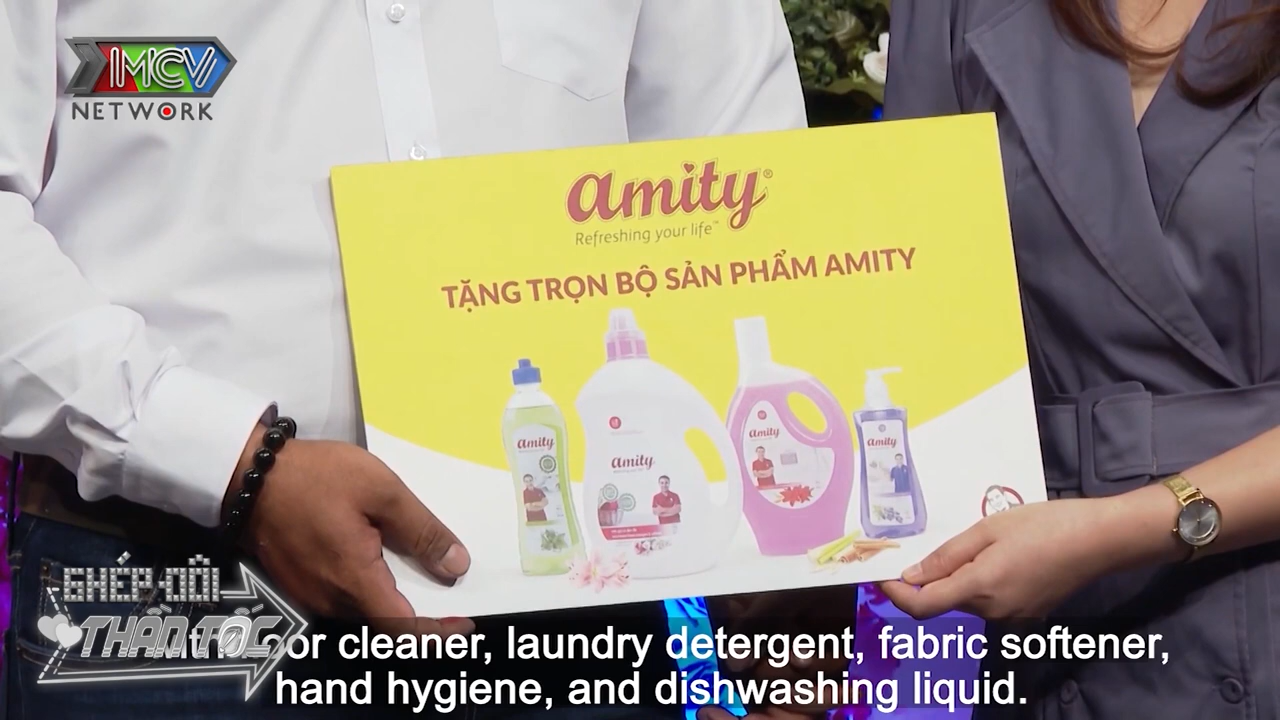 MCV
NETWORK
amity®
Refreshing your life™
TẶNG TRỌN BỘ SẢN PHẨM AMITY
amity
amity
amity
amity
GHÉP ĐÔI
THẦN TỐC
cleaner, laundry detergent, fabric softener,
hand hygiene, and dishwashing liquid.